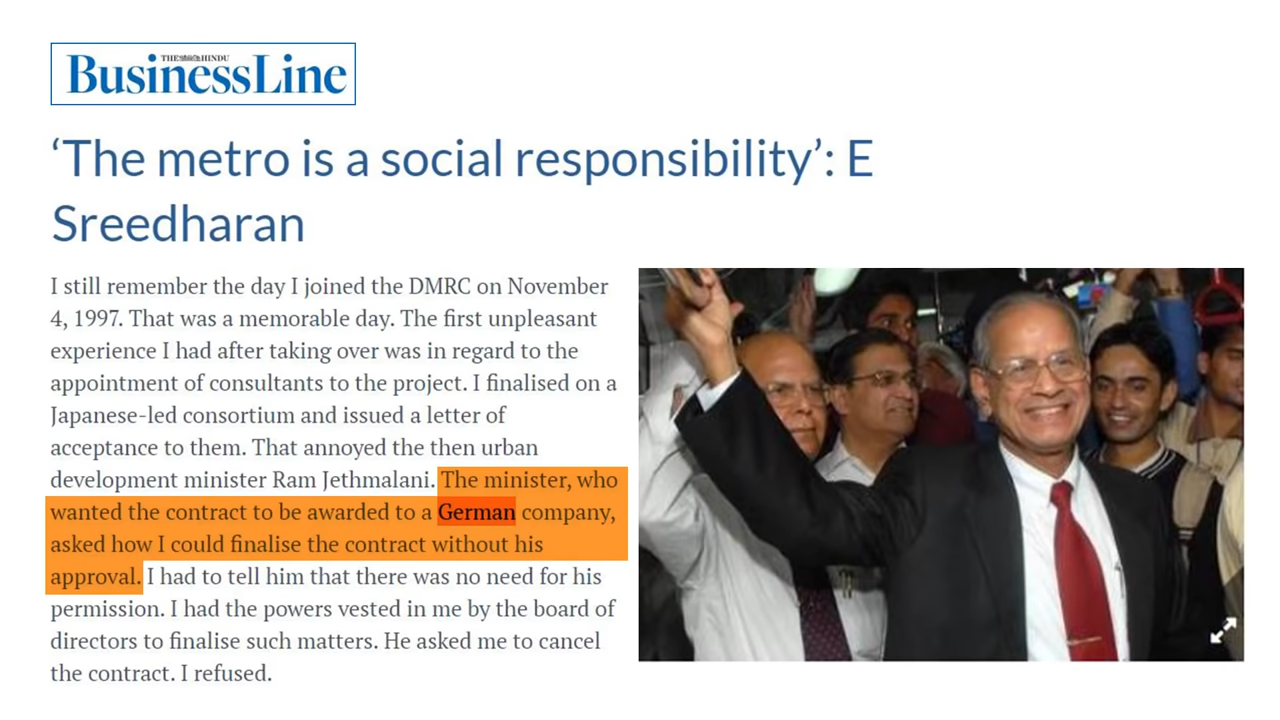 THE HINDU
BusinessLine
‘The metro is a social responsibility’: E
Sreedharan
I still remember the day I joined the DMRC on November
4, 1997. That was a memorable day. The first unpleasant
experience I had after taking over was in regard to the
appointment of consultants to the project. I finalised on a
Japanese-led consortium and issued a letter of
acceptance to them. That annoyed the then urban
development minister Ram Jethmalani. The minister, who
wanted the contract to be awarded to a German company,
asked how I could finalise the contract without his
approval. I had to tell him that there was no need for his
permission. I had the powers vested in me by the board of
directors to finalise such matters. He asked me to cancel
the contract. I refused.